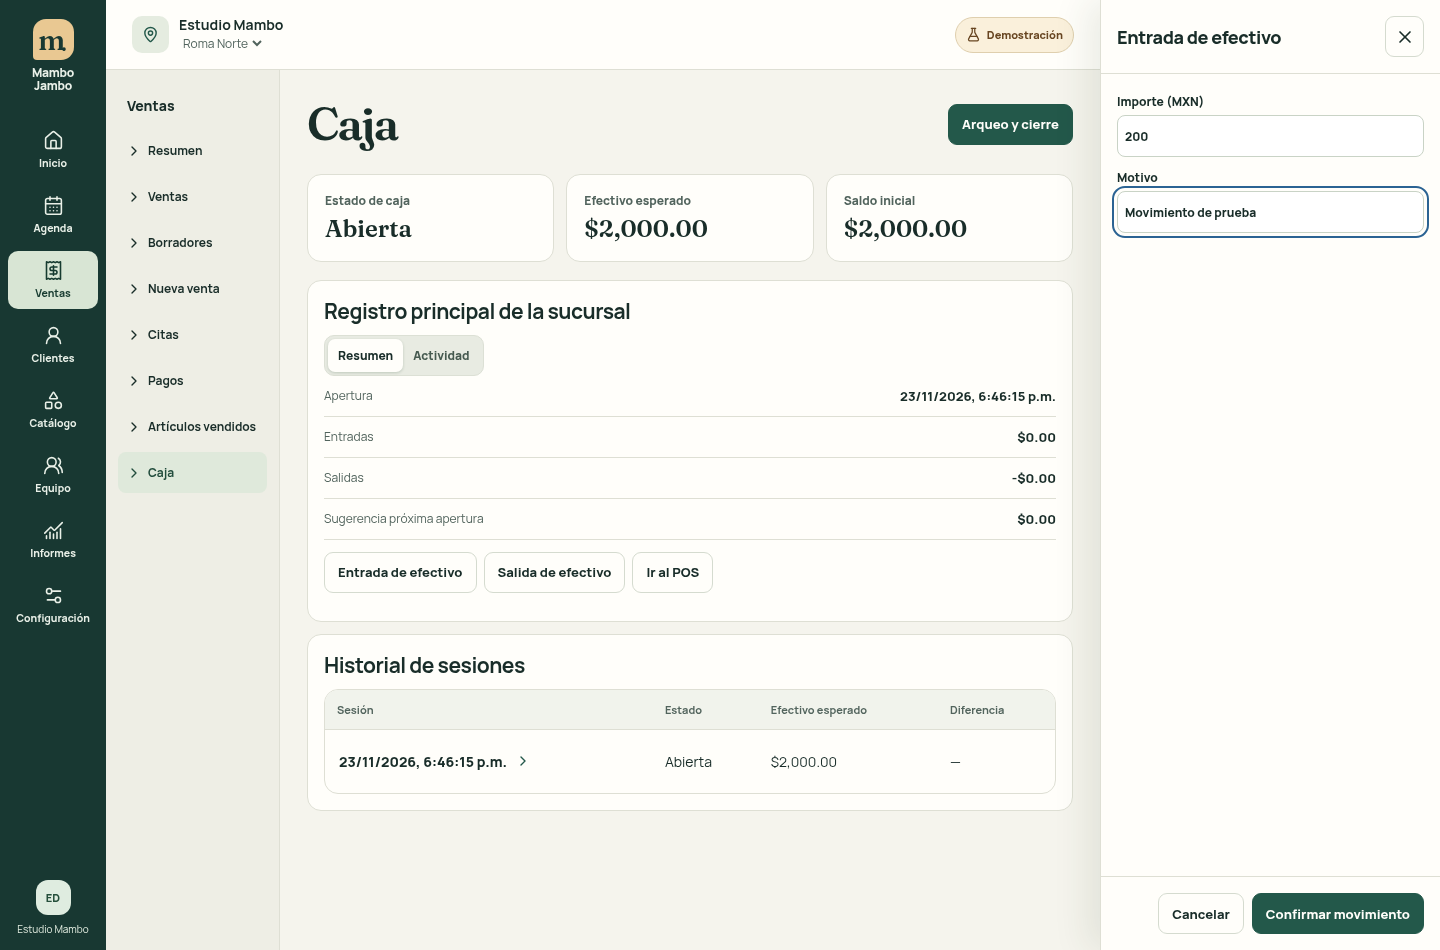 m
Mambo
Jambo
Inicio
Agenda
Ventas
Clientes
Catálogo
Equipo
Informes
Configuración
ED
Estudio Mambo
Estudio Mambo
Roma Norte
Demostración
Ventas
Resumen
Ventas
Borradores
Nueva venta
Citas
Pagos
Artículos vendidos
Caja
Caja
Arqueo y cierre
Estado de caja
Abierta
Efectivo esperado
$2,000.00
Saldo inicial
$2,000.00
Registro principal de la sucursal
Resumen Actividad
Apertura 23/11/2026, 6:46:15 p.m.
Entradas $0.00
Salidas -$0.00
Sugerencia próxima apertura $0.00
Entrada de efectivo Salida de efectivo Ir al POS
Historial de sesiones
Sesión Estado Efectivo esperado Diferencia
23/11/2026, 6:46:15 p.m. Abierta $2,000.00 —
Entrada de efectivo
Importe (MXN)
200
Motivo
Movimiento de prueba
Cancelar Confirmar movimiento